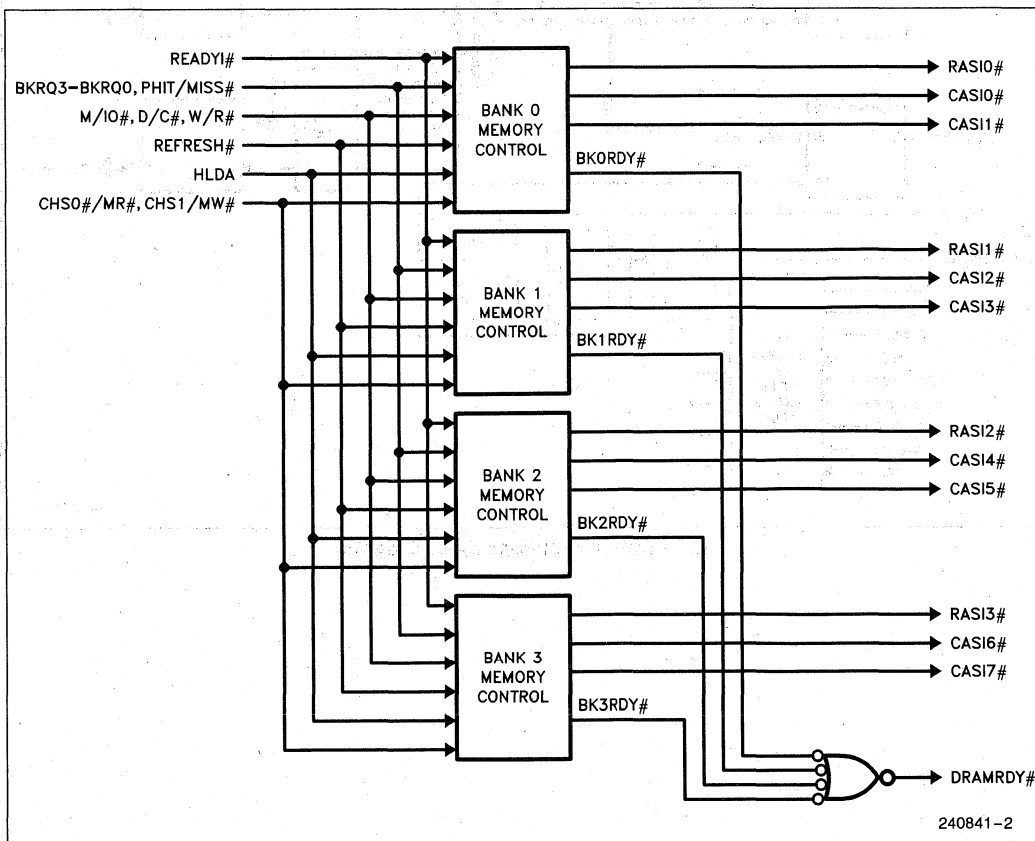 READYI#
BKRQ3-BKRQ0, PHIT/MISS#
M/IO#, D/C#, W/R#
REFRESH#
HLDA
CHS0#/MR#, CHS1/MW#
BANK 0
MEMORY
CONTROL
RASI0#
CASI0#
CASI1#
BK0RDY#
BANK 1
MEMORY
CONTROL
RASI1#
CASI2#
CASI3#
BK1RDY#
BANK 2
MEMORY
CONTROL
RASI2#
CASI4#
CASI5#
BK2RDY#
BANK 3
MEMORY
CONTROL
RASI3#
CASI6#
CASI7#
BK3RDY#
DRAMRDY#
240841-2